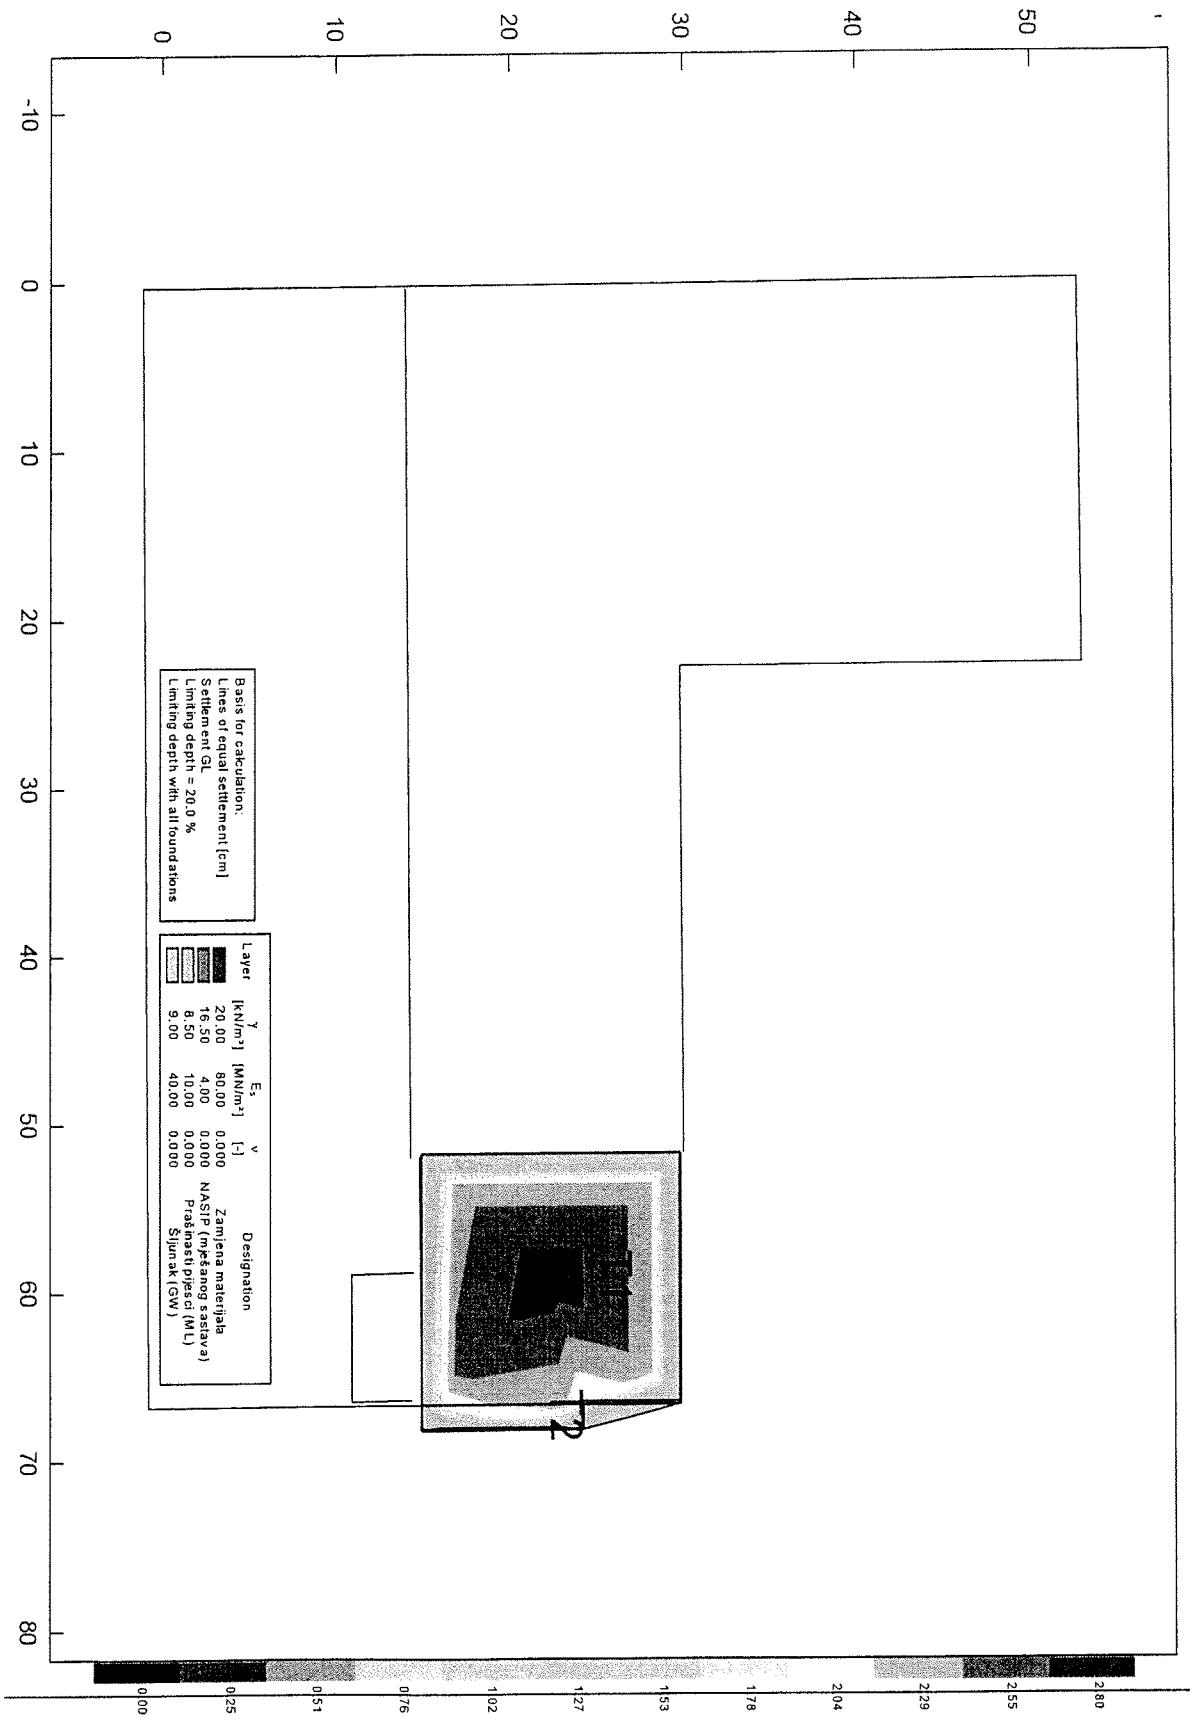 0 10 20 30 40 50
-10
0
10
20
30
40
50
60
70
80
Basis for calculation:
Lines of equal settlement [cm]
Settlement GL
Limiting depth = 20.0 %
Limiting depth with all foundations
Layer γ [kN/m³] Es [MN/m²] ν [-] Designation
20.00 80.00 0.000 Zamjena materijala
16.50 4.00 0.000 NASIP (mješanog sastava)
8.50 10.00 0.000 Prašinasti pijesci (ML)
9.00 40.00 0.000 Šljunak (GW)
0.00 0.25 0.51 0.76 1.02 1.27 1.53 1.78 2.04 2.29 2.55 2.80